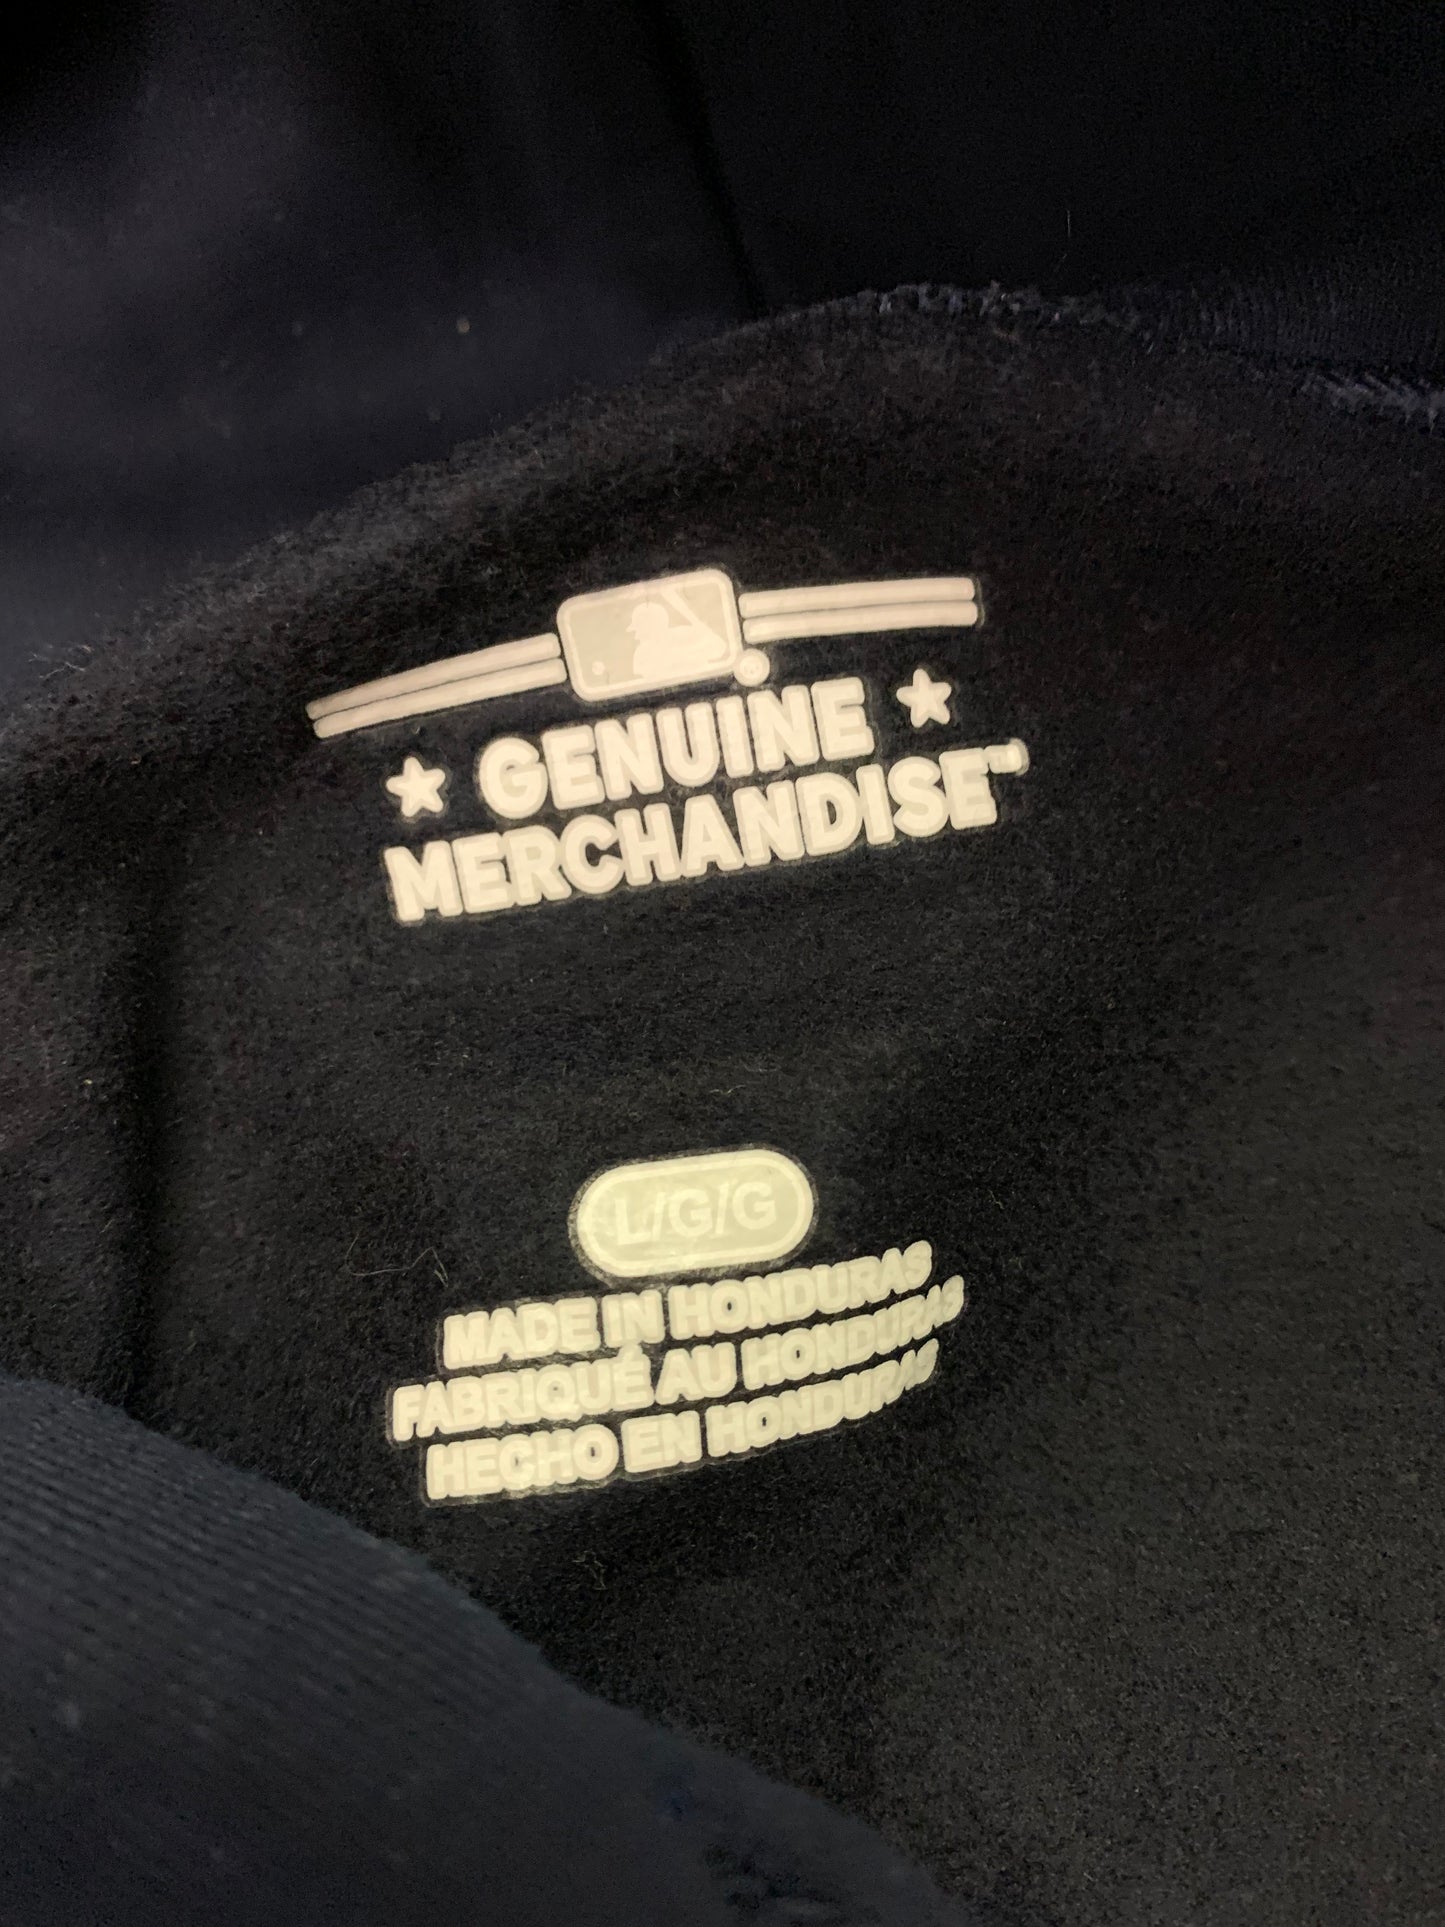 GENUINE
MERCHANDISE™
L/G/G
MADE IN HONDURAS
FABRIQUÉ AU HONDURAS
HECHO EN HONDURAS